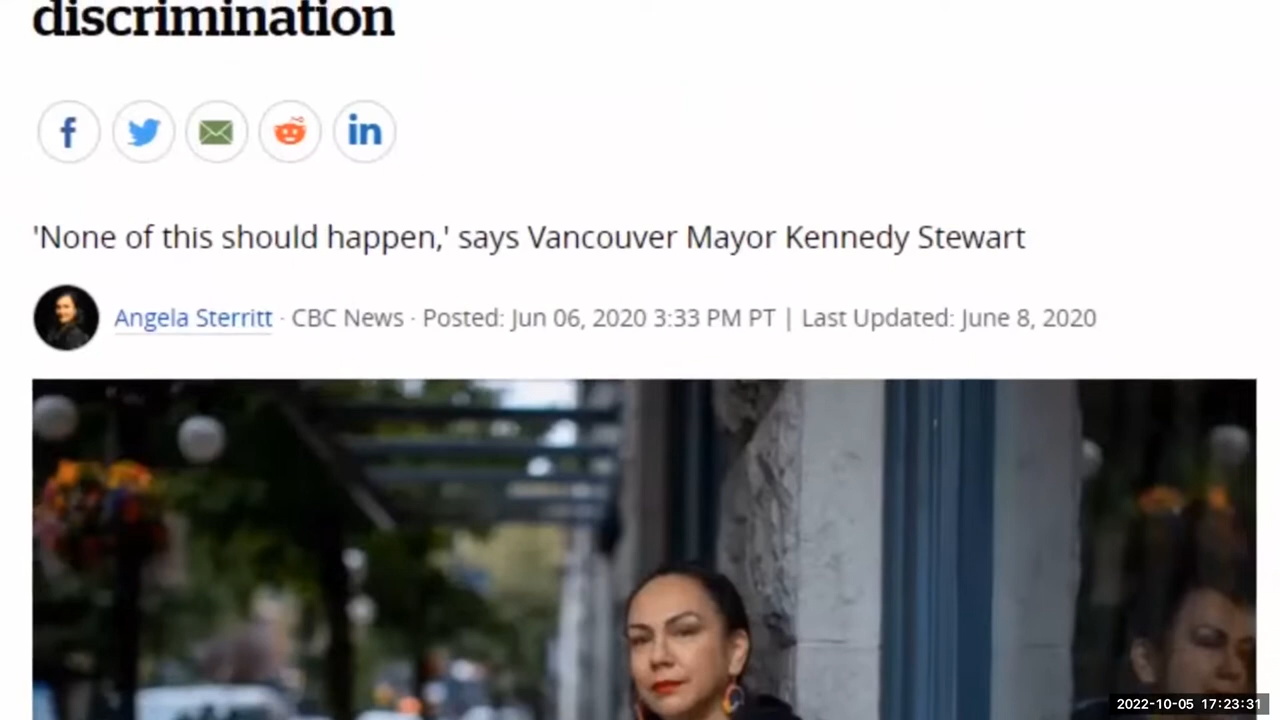 discrimination
f
in
'None of this should happen,' says Vancouver Mayor Kennedy Stewart
Angela Sterritt · CBC News · Posted: Jun 06, 2020 3:33 PM PT | Last Updated: June 8, 2020
2022-10-05 17:23:31